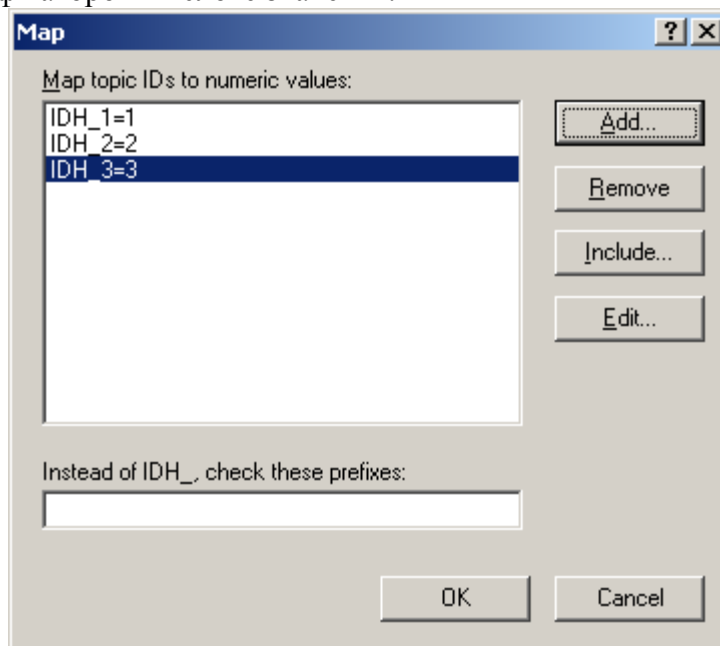 Map
Map topic IDs to numeric values:
IDH_1=1
IDH_2=2
IDH_3=3
Add...
Remove
Include...
Edit...
Instead of IDH_, check these prefixes:
OK
Cancel